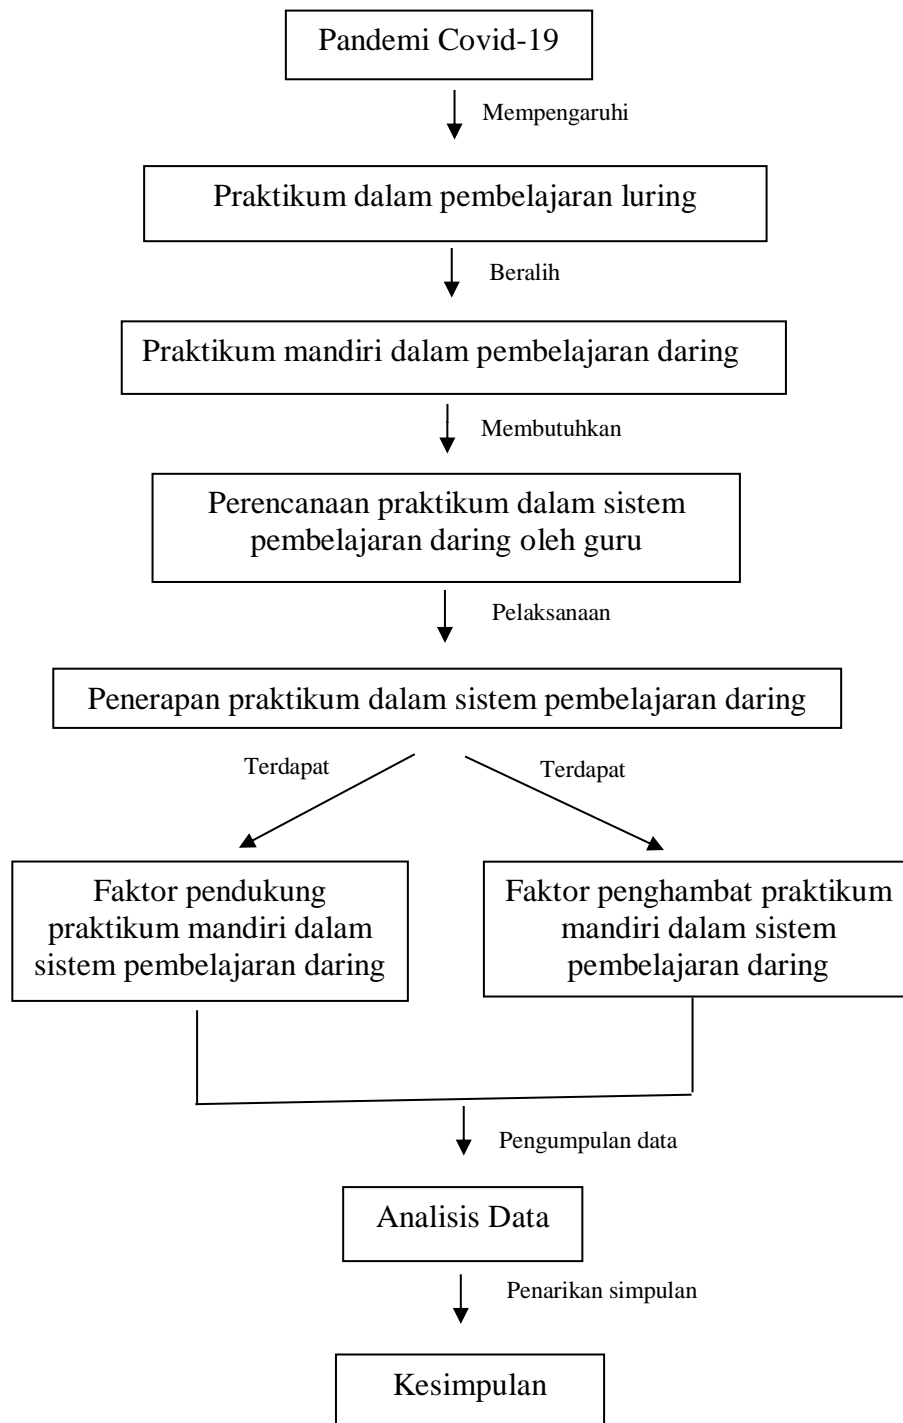 Pandemi Covid-19
Mempengaruhi
Praktikum dalam pembelajaran luring
Beralih
Praktikum mandiri dalam pembelajaran daring
Membutuhkan
Perencanaan praktikum dalam sistem
pembelajaran daring oleh guru
Pelaksanaan
Penerapan praktikum dalam sistem pembelajaran daring
Terdapat
Terdapat
Faktor pendukung
praktikum mandiri dalam
sistem pembelajaran daring
Faktor penghambat praktikum
mandiri dalam sistem
pembelajaran daring
Pengumpulan data
Analisis Data
Penarikan simpulan
Kesimpulan